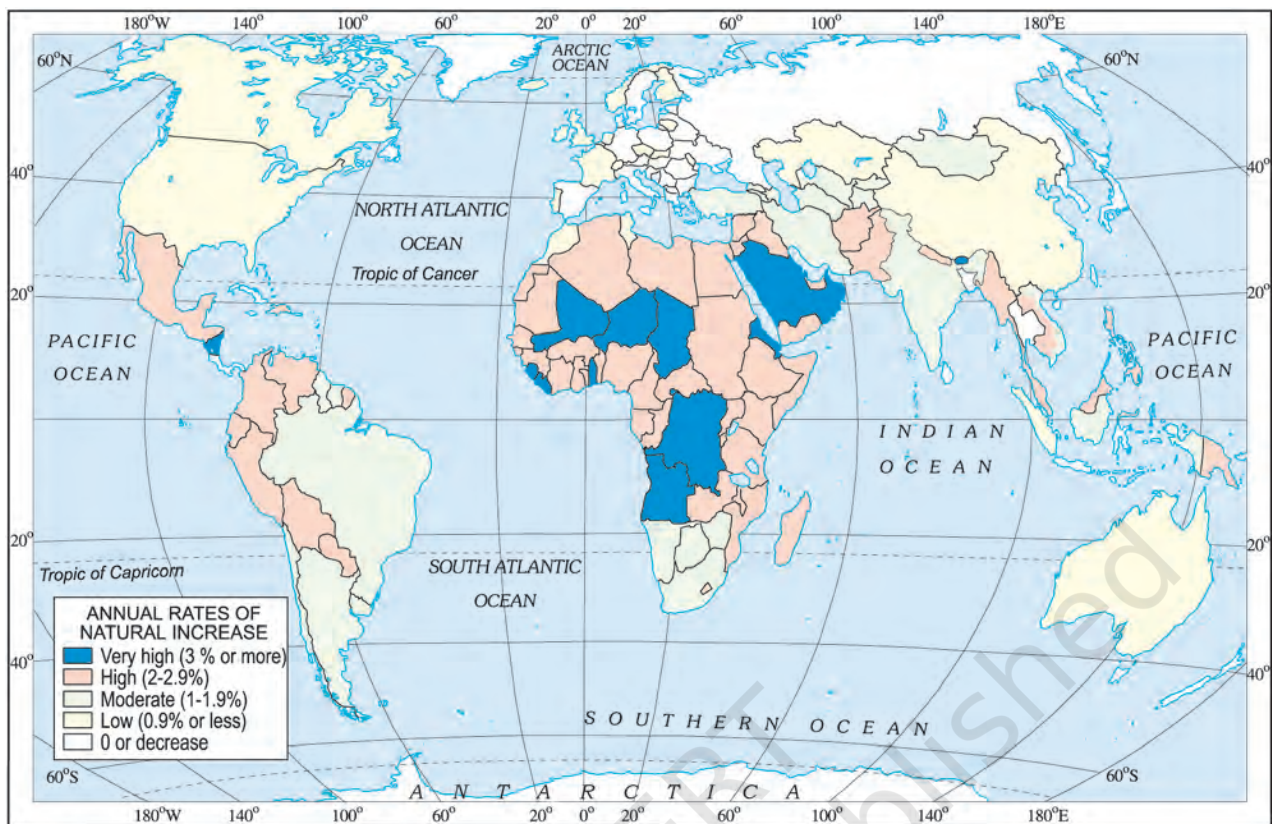 180°W 140° 100° 60° 20° 0° 20° 60° 100° 140° 180°E
ARCTIC
OCEAN
60°N
60°N
40°
40°
NORTH ATLANTIC
OCEAN
Tropic of Cancer
20°
20°
PACIFIC
OCEAN
PACIFIC
OCEAN
INDIAN
OCEAN
20°
20°
Tropic of Capricorn
SOUTH ATLANTIC
OCEAN
ANNUAL RATES OF
NATURAL INCREASE
Very high (3 % or more)
High (2-2.9%)
Moderate (1-1.9%)
Low (0.9% or less)
0 or decrease
40°
40°
SOUTHERN OCEAN
60°S
60°S
ANTARCTICA
180°W 140° 100° 60° 20° 0° 20° 60° 100° 140° 180°E